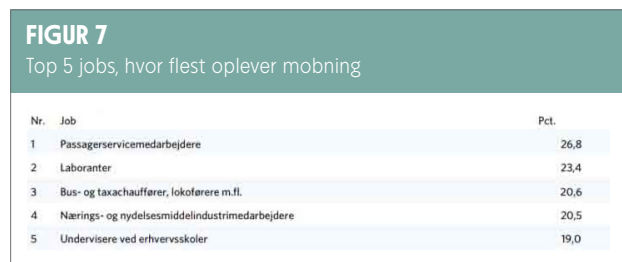 FIGUR 7
Top 5 jobs, hvor flest oplever mobning
Nr. Job Pct.
1 Passagerservicemedarbejdere 26,8
2 Laboranter 23,4
3 Bus- og taxachauffører, lokoførere m.fl. 20,6
4 Nærings- og nydelsesmiddelindustrimedarbejdere 20,5
5 Undervisere ved erhvervsskoler 19,0